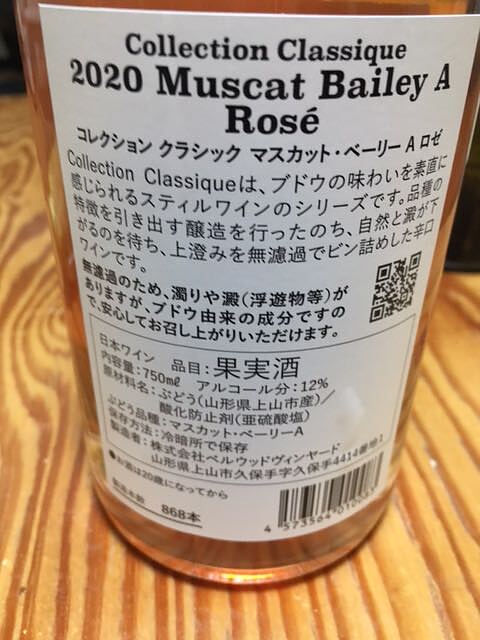 Collection Classique
2020 Muscat Bailey A
Rosé
コレクション クラシック マスカット・ベーリー A ロゼ
Collection Classiqueは、ブドウの味わいを素直に
感じられるスティルワインのシリーズです。品種の
特徴を引き出す醸造を行ったのち、自然と澱が下
がるのを待ち、上澄みを無濾過でビン詰めした辛口
ワインです。
無濾過のため、濁りや澱(浮遊物等)が
ありますが、ブドウ由来の成分ですの
で、安心してお召し上がりいただけます。
日本ワイン 品目:果実酒
内容量:750mℓ アルコール分:12%
原材料名:ぶどう(山形県上山市産)/
酸化防止剤(亜硫酸塩)
ぶどう品種:マスカット・ベーリーA
保存方法:冷暗所で保存
製造者:株式会社ベルウッドヴィンヤード
山形県上山市久保手字久保手4414番地1
●お酒は20歳になってから
868本
4 573564 0100